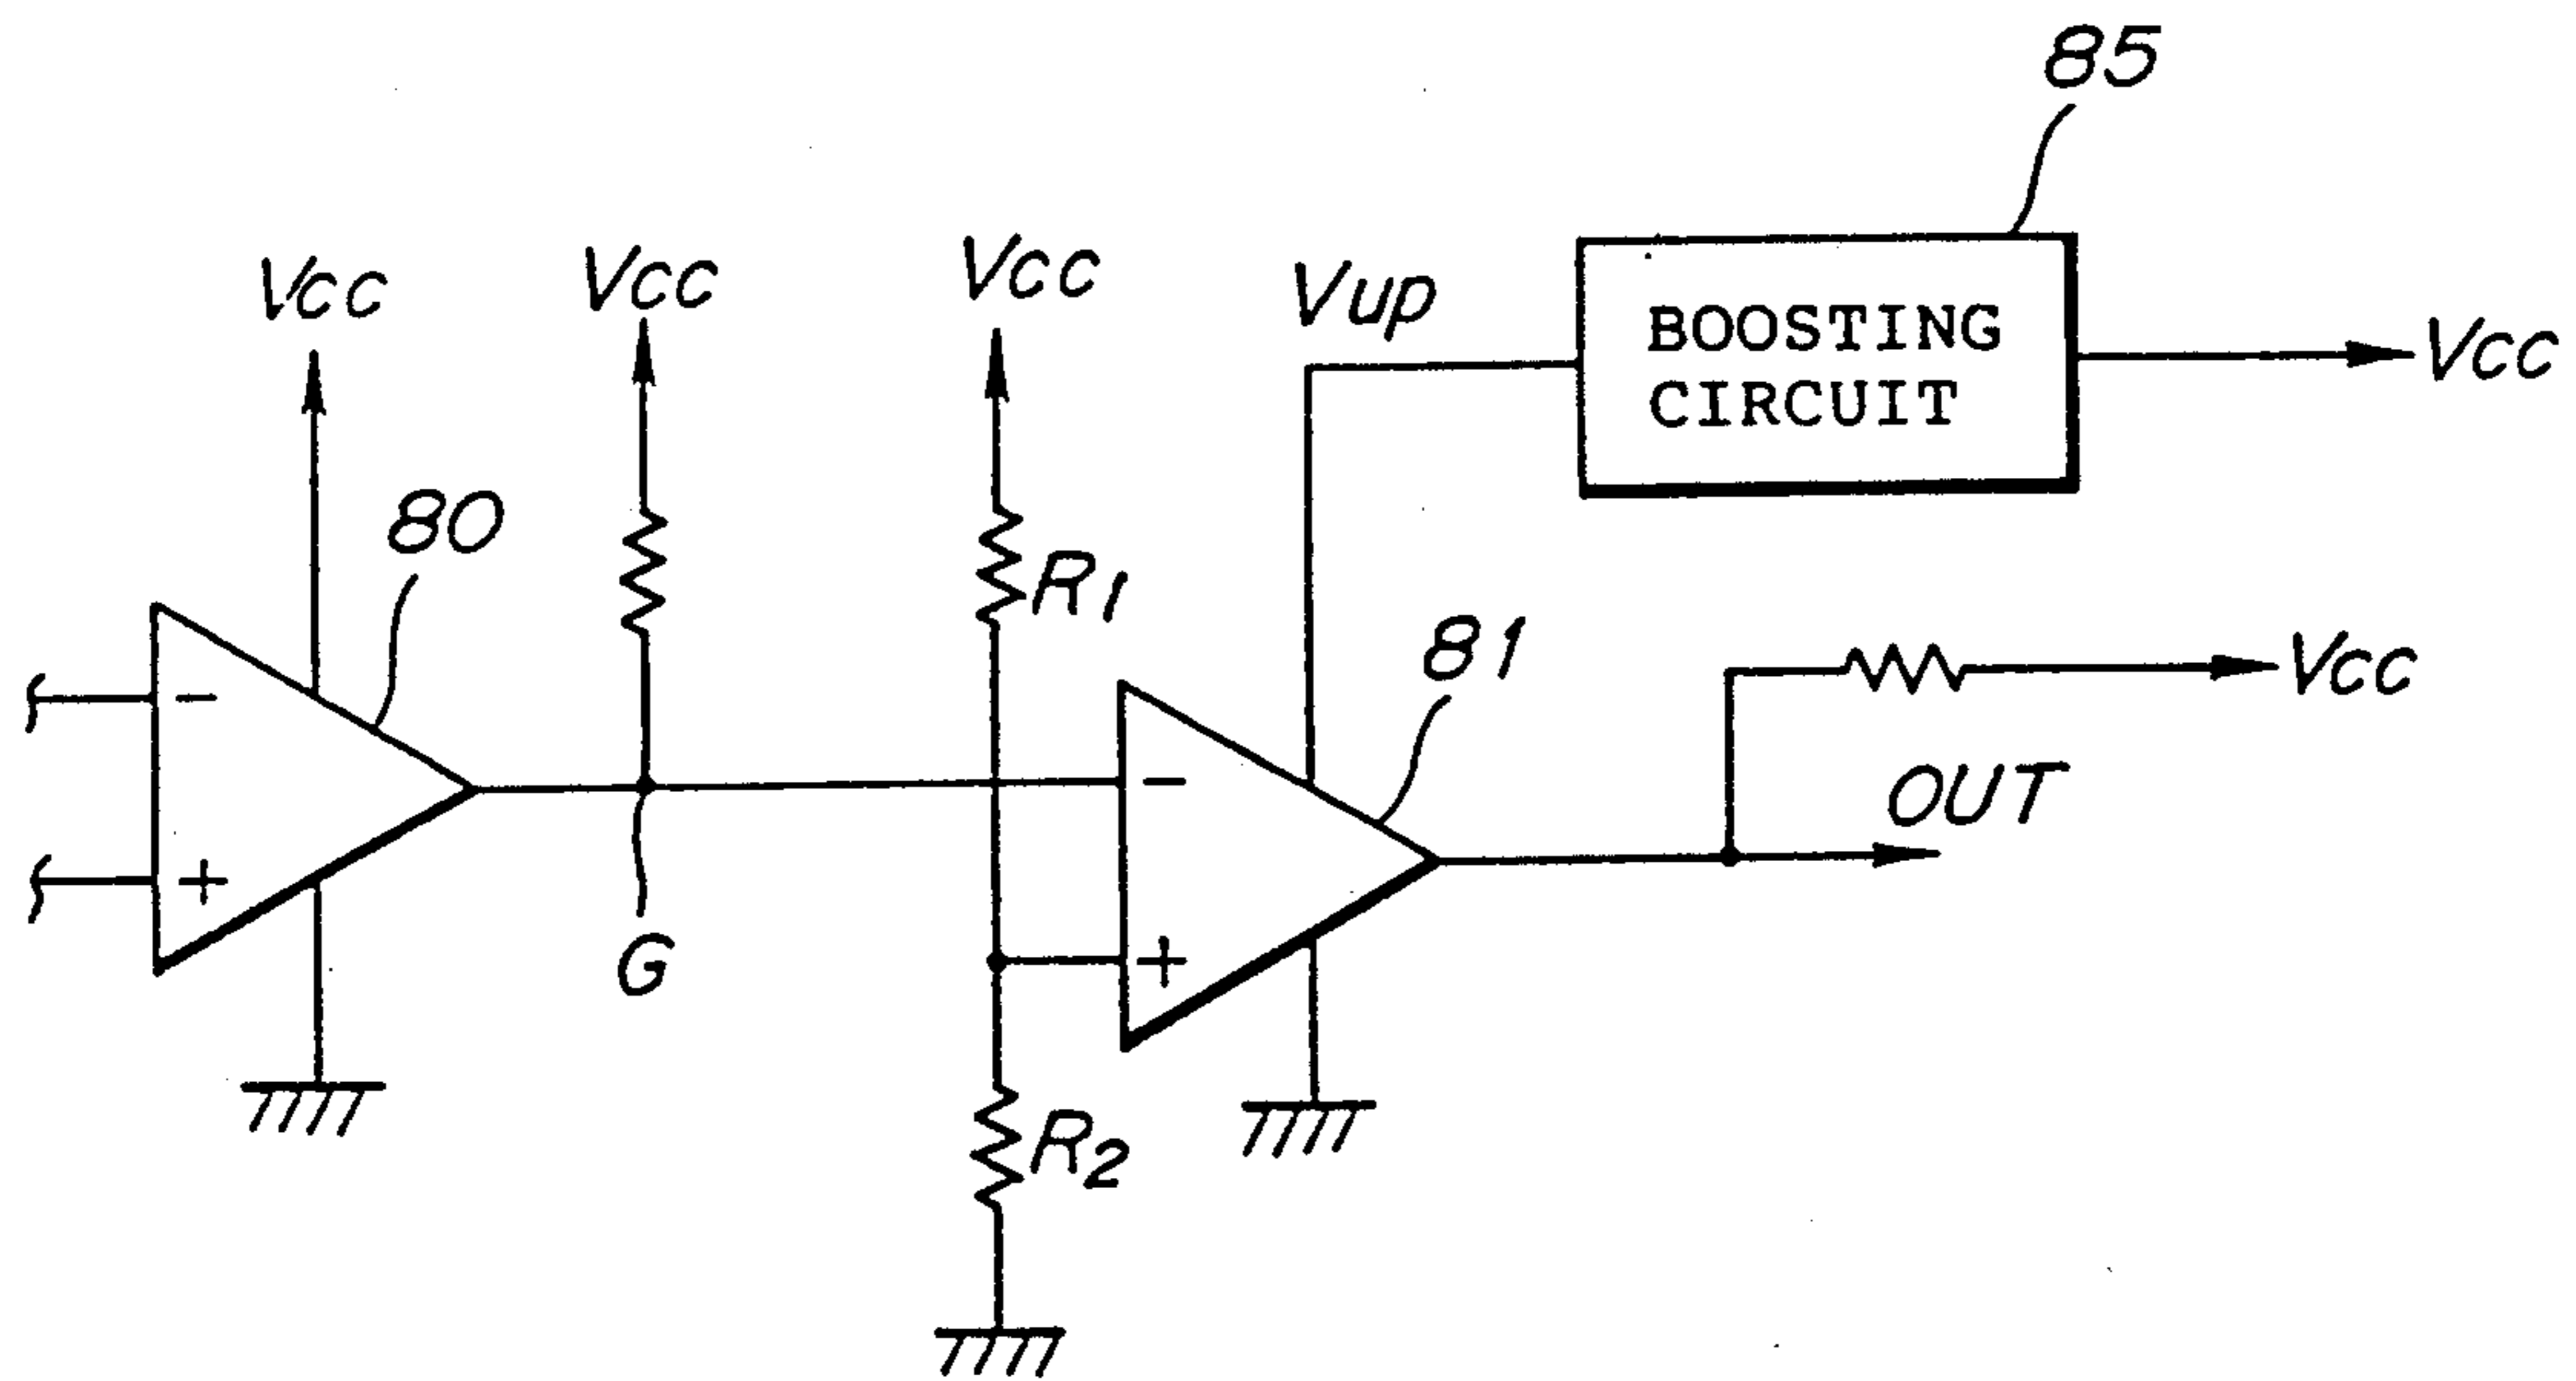 85
Vcc
Vcc
Vcc
Vup
BOOSTING
CIRCUIT
Vcc
80
R1
81
Vcc
-
-
OUT
+
G
+
R2